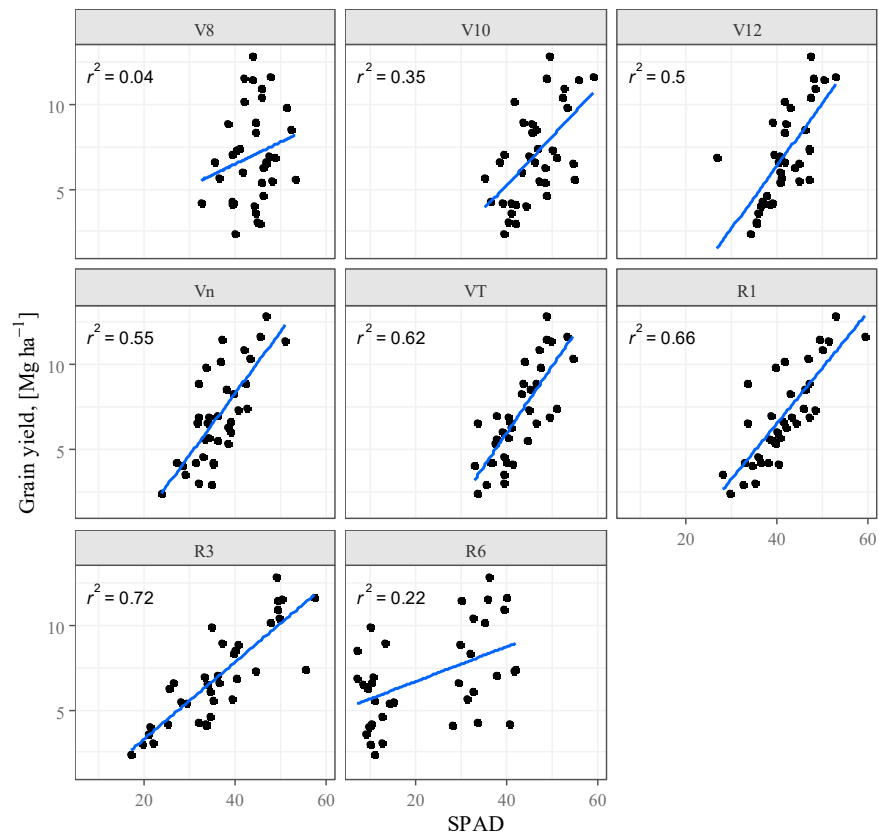 V8 V10 V12
r² = 0.04 r² = 0.35 r² = 0.5
10
5
Vn VT R1
r² = 0.55 r² = 0.62 r² = 0.66
10
5
20 40 60
R3 R6
r² = 0.72 r² = 0.22
10
5
20 40 60 20 40 60
SPAD
Grain yield, [Mg ha⁻¹]